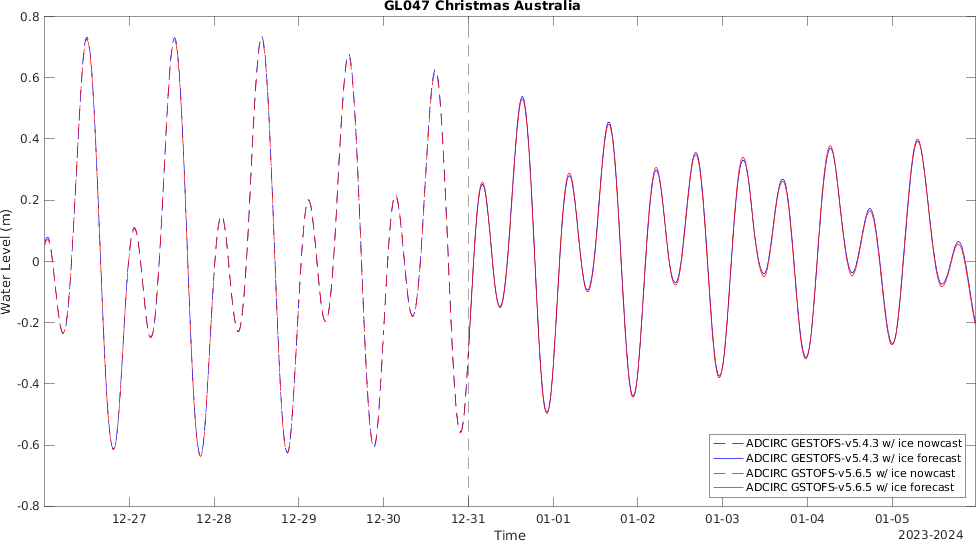 GL047 Christmas Australia
0.8
0.6
0.4
0.2
0
-0.2
-0.4
-0.6
-0.8
Water Level (m)
12-27
12-28
12-29
12-30
12-31
01-01
01-02
01-03
01-04
01-05
Time
2023-2024
ADCIRC GESTOFS-v5.4.3 w/ ice nowcast
ADCIRC GESTOFS-v5.4.3 w/ ice forecast
ADCIRC GSTOFS-v5.6.5 w/ ice nowcast
ADCIRC GSTOFS-v5.6.5 w/ ice forecast